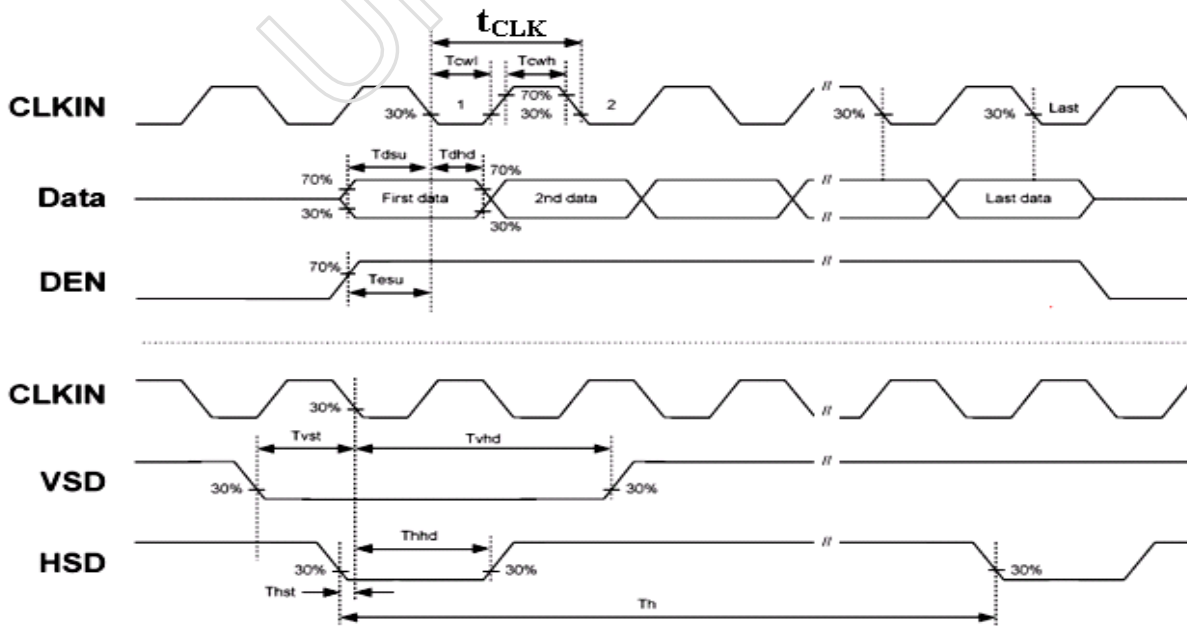 tCLK
Tcwl Tcwh
CLKIN 30% 1 70% 30% 2 // 30% 30% Last
Tdsu Tdhd
70% 70%
Data First data 2nd data // Last data
30% 30%
70%
DEN Tesu //
CLKIN 30% //
Tvst Tvhd
VSD 30% 30% //
Thhd
HSD 30% 30% // 30%
Thst
Th